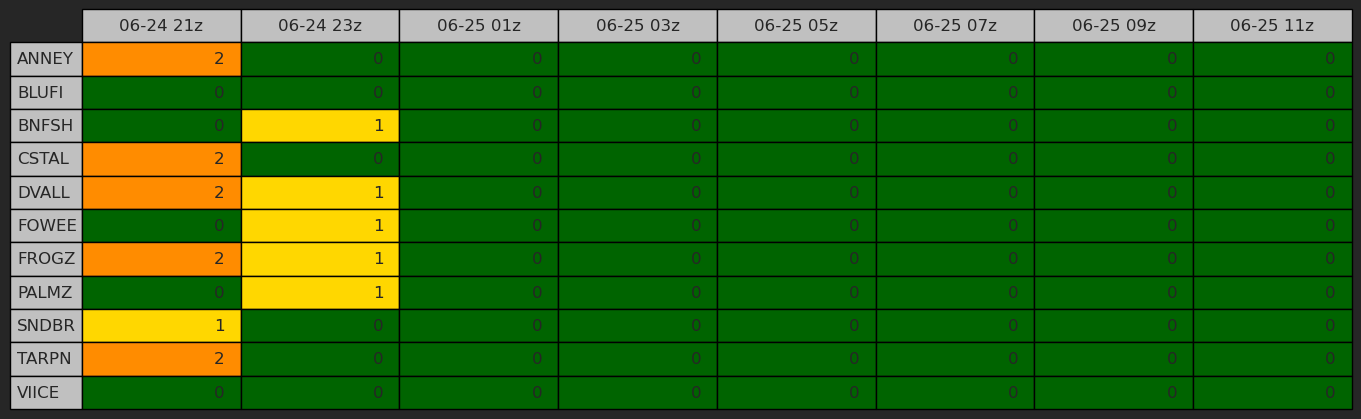 06-24 21z 06-24 23z 06-25 01z 06-25 03z 06-25 05z 06-25 07z 06-25 09z 06-25 11z
ANNEY 2 0 0 0 0 0 0 0
BLUFI 0 0 0 0 0 0 0 0
BNFSH 0 1 0 0 0 0 0 0
CSTAL 2 0 0 0 0 0 0 0
DVALL 2 1 0 0 0 0 0 0
FOWEE 0 1 0 0 0 0 0 0
FROGZ 2 1 0 0 0 0 0 0
PALMZ 0 1 0 0 0 0 0 0
SNDBR 1 0 0 0 0 0 0 0
TARPN 2 0 0 0 0 0 0 0
VIICE 0 0 0 0 0 0 0 0